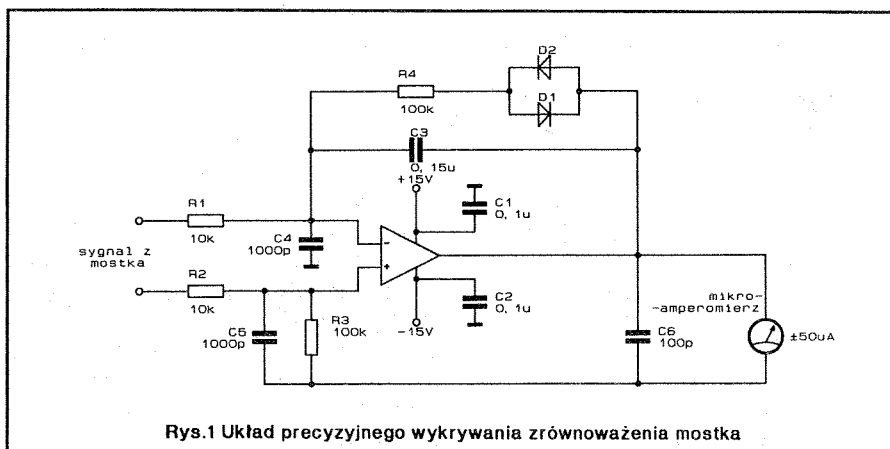 D2
R4
D1
100k
C3
0, 15u
+15V
C1
0, 1u
R1
10k
C4
1000p
sygnal z
mostka
-
+
R2
10k
C5
1000p
R3
100k
-15V
C2
0, 1u
mikro-
-amperomierz
C6
100p
±50uA
Rys.1 Układ precyzyjnego wykrywania zrównoważenia mostka